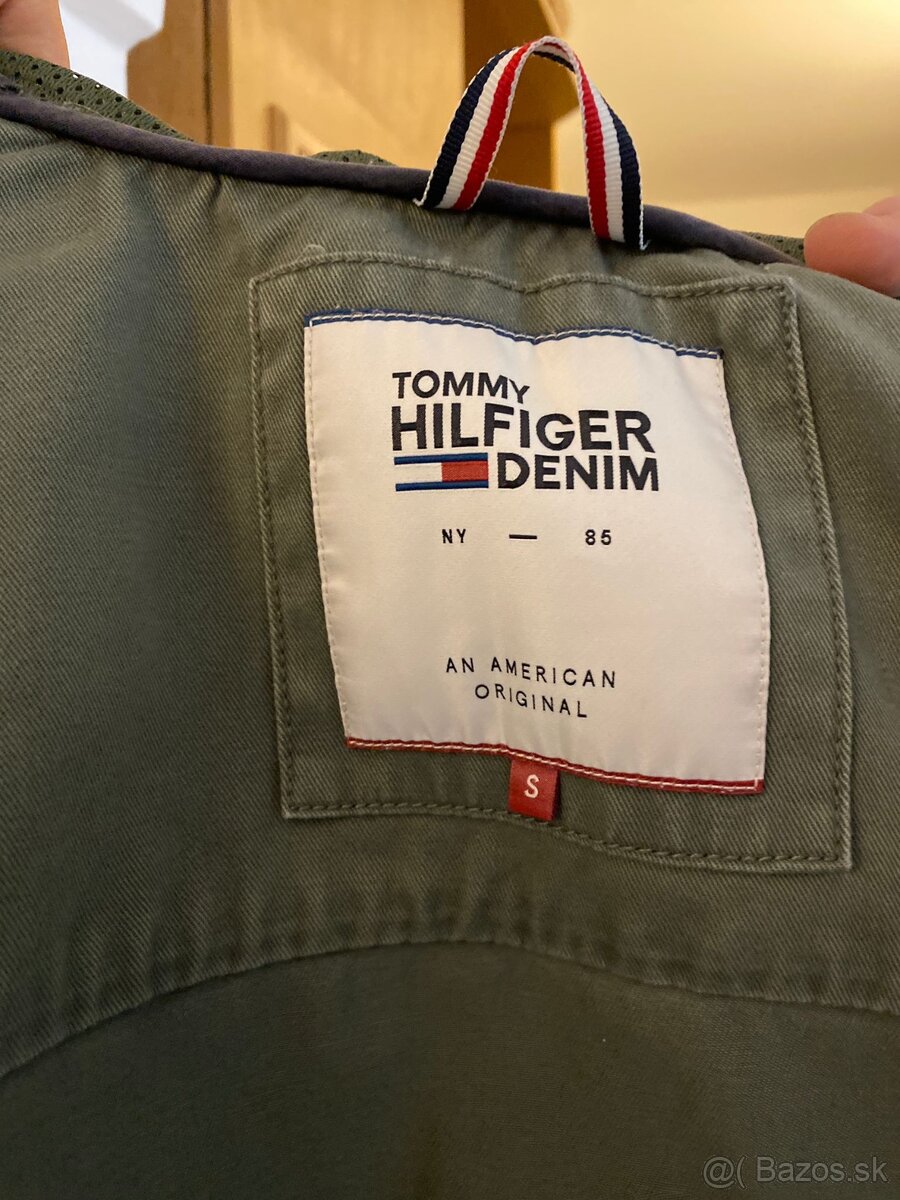 TOMMY
HILFIGER
DENIM
NY — 85
AN AMERICAN
ORIGINAL
S
@( Bazos.sk